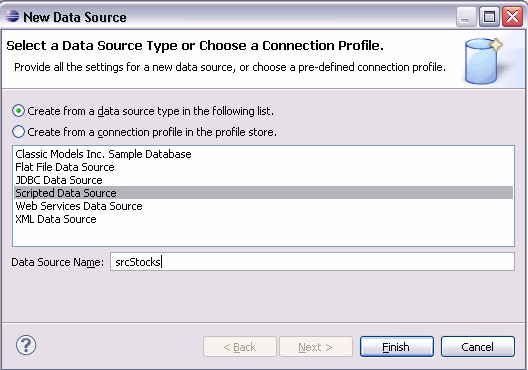 New Data Source
Select a Data Source Type or Choose a Connection Profile.
Provide all the settings for a new data source, or choose a pre-defined connection profile.
Create from a data source type in the following list.
Create from a connection profile in the profile store.
Classic Models Inc. Sample Database
Flat File Data Source
JDBC Data Source
Scripted Data Source
Web Services Data Source
XML Data Source
Data Source Name: srcStocks
? < Back Next > Finish Cancel